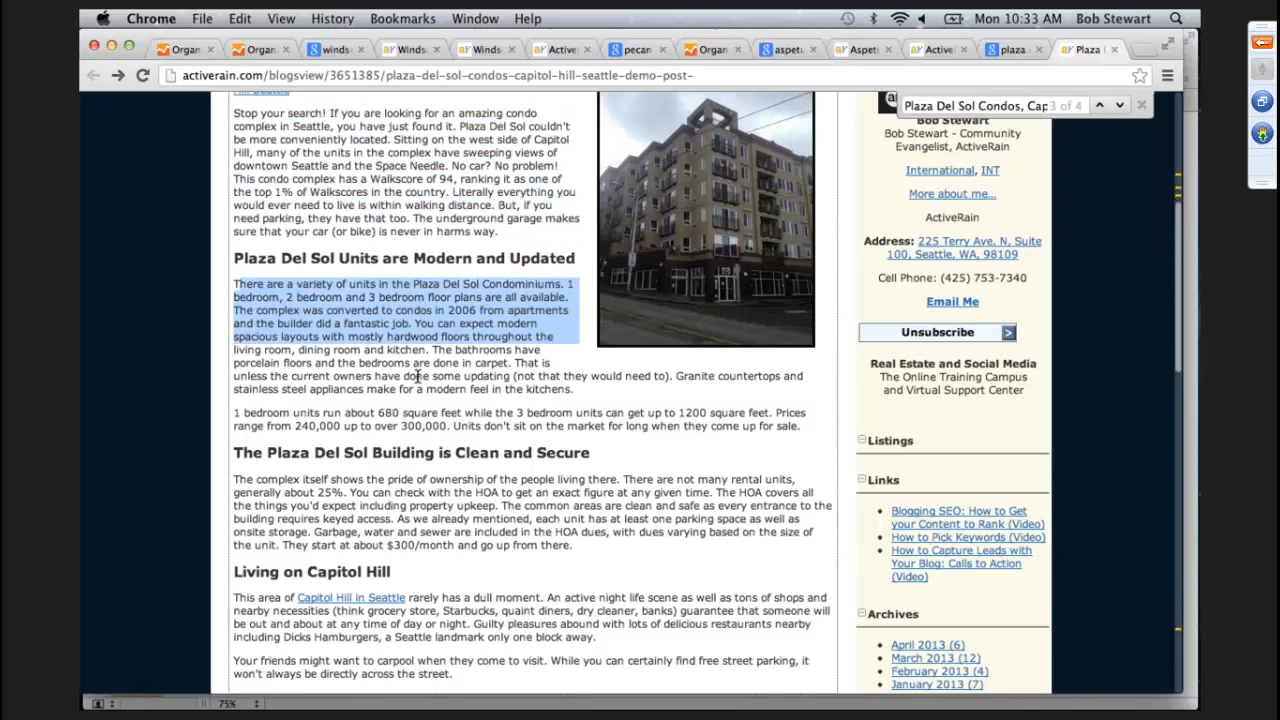 Chrome File Edit View History Bookmarks Window Help Mon 10:33 AM Bob Stewart
Organ Organ winds Winds Winds Active pecan Organ aspetu Aspet Active plaza Plaza
activerain.com/blogsview/3651385/plaza-del-sol-condos-capitol-hill-seattle-demo-post-
Plaza Del Sol Condos, Cap 3 of 4
Stop your search! If you are looking for an amazing condo
complex in Seattle, you have just found it. Plaza Del Sol couldn't
be more conveniently located. Sitting on the west side of Capitol
Hill, many of the units in the complex have sweeping views of
downtown Seattle and the Space Needle. No car? No problem!
This condo complex has a Walkscore of 94, ranking it as one of
the top 1% of Walkscores in the country. Literally everything you
would ever need to live is within walking distance. But, if you
need parking, they have that too. The underground garage makes
sure that your car (or bike) is never in harms way.
Plaza Del Sol Units are Modern and Updated
There are a variety of units in the Plaza Del Sol Condominiums. 1
bedroom, 2 bedroom and 3 bedroom floor plans are all available.
The complex was converted to condos in 2006 from apartments
and the builder did a fantastic job. You can expect modern
spacious layouts with mostly hardwood floors throughout the
living room, dining room and kitchen. The bathrooms have
porcelain floors and the bedrooms are done in carpet. That is
unless the current owners have done some updating (not that they would need to). Granite countertops and
stainless steel appliances make for a modern feel in the kitchens.
1 bedroom units run about 680 square feet while the 3 bedroom units can get up to 1200 square feet. Prices
range from 240,000 up to over 300,000. Units don't sit on the market for long when they come up for sale.
The Plaza Del Sol Building is Clean and Secure
The complex itself shows the pride of ownership of the people living there. There are not many rental units,
generally about 25%. You can check with the HOA to get an exact figure at any given time. The HOA covers all
the things you'd expect including property upkeep. The common areas are clean and safe as every entrance to the
building requires keyed access. As we already mentioned, each unit has at least one parking space as well as
onsite storage. Garbage, water and sewer are included in the HOA dues, with dues varying based on the size of
the unit. They start at about $300/month and go up from there.
Living on Capitol Hill
This area of Capitol Hill in Seattle rarely has a dull moment. An active night life scene as well as tons of shops and
nearby necessities (think grocery store, Starbucks, quaint diners, dry cleaner, banks) guarantee that someone will
be out and about at any time of day or night. Guilty pleasures abound with lots of delicious restaurants nearby
including Dicks Hamburgers, a Seattle landmark only one block away.
Your friends might want to carpool when they come to visit. While you can certainly find free street parking, it
won't always be directly across the street.
Bob Stewart
Bob Stewart - Community
Evangelist, ActiveRain
International, INT
More about me...
ActiveRain
Address: 225 Terry Ave, N, Suite
100, Seattle, WA, 98109
Cell Phone: (425) 753-7340
Email Me
Unsubscribe
Real Estate and Social Media
The Online Training Campus
and Virtual Support Center
Listings
Links
Blogging SEO: How to Get
your Content to Rank (Video)
How to Pick Keywords (Video)
How to Capture Leads with
Your Blog: Calls to Action
(Video)
Archives
April 2013 (6)
March 2013 (12)
February 2013 (4)
January 2013 (7)
75%